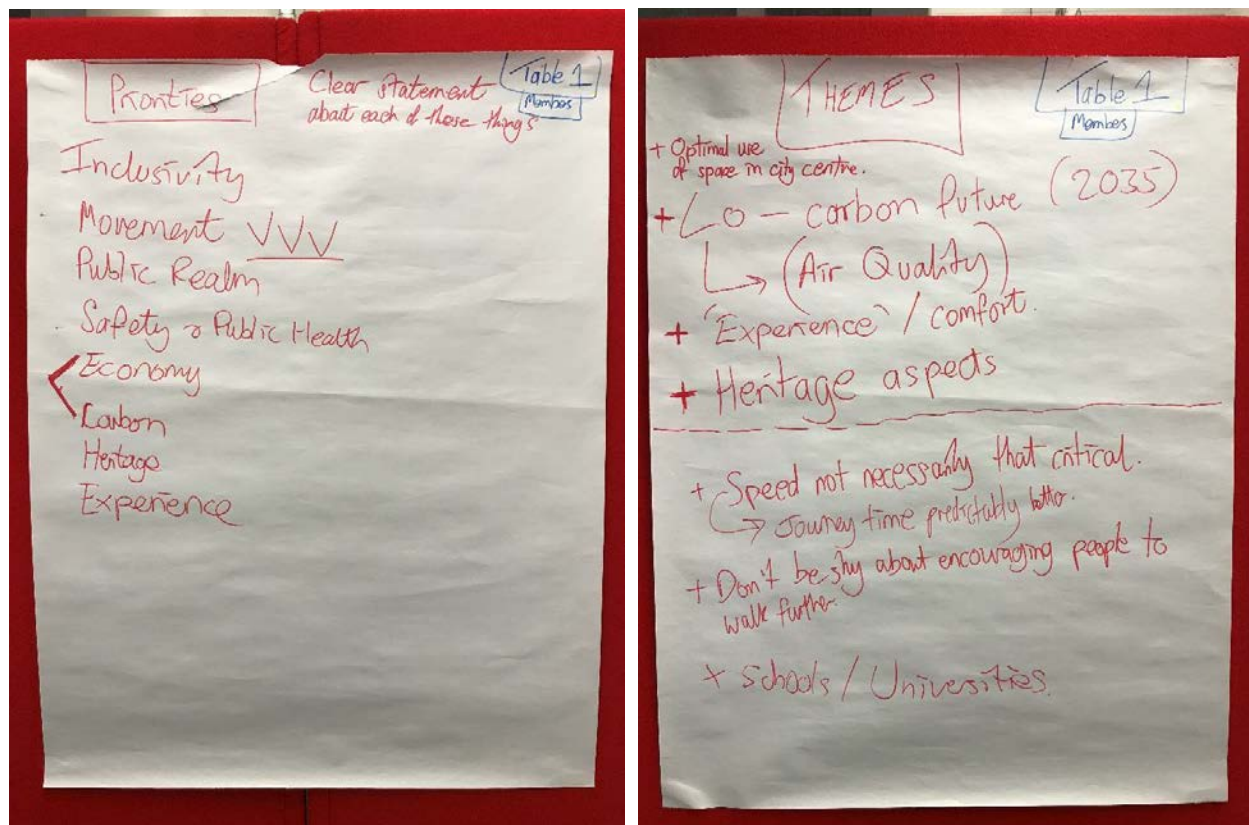 Priorities
Clear statement
about each of these things
Table 1
Members
Inclusivity
Movement
Public Realm
Safety & Public Health
Economy
Carbon
Heritage
Experience
THEMES
Table 1
Members
+ Optimal use
of space in city centre.
+ Lo - carbon future (2035)
(Air Quality)
+ "Experience" / comfort.
+ Heritage aspects
+ Speed not necessarily that critical.
Journey time predictably better.
+ Don't be shy about encouraging people to
walk further.
+ Schools / Universities.